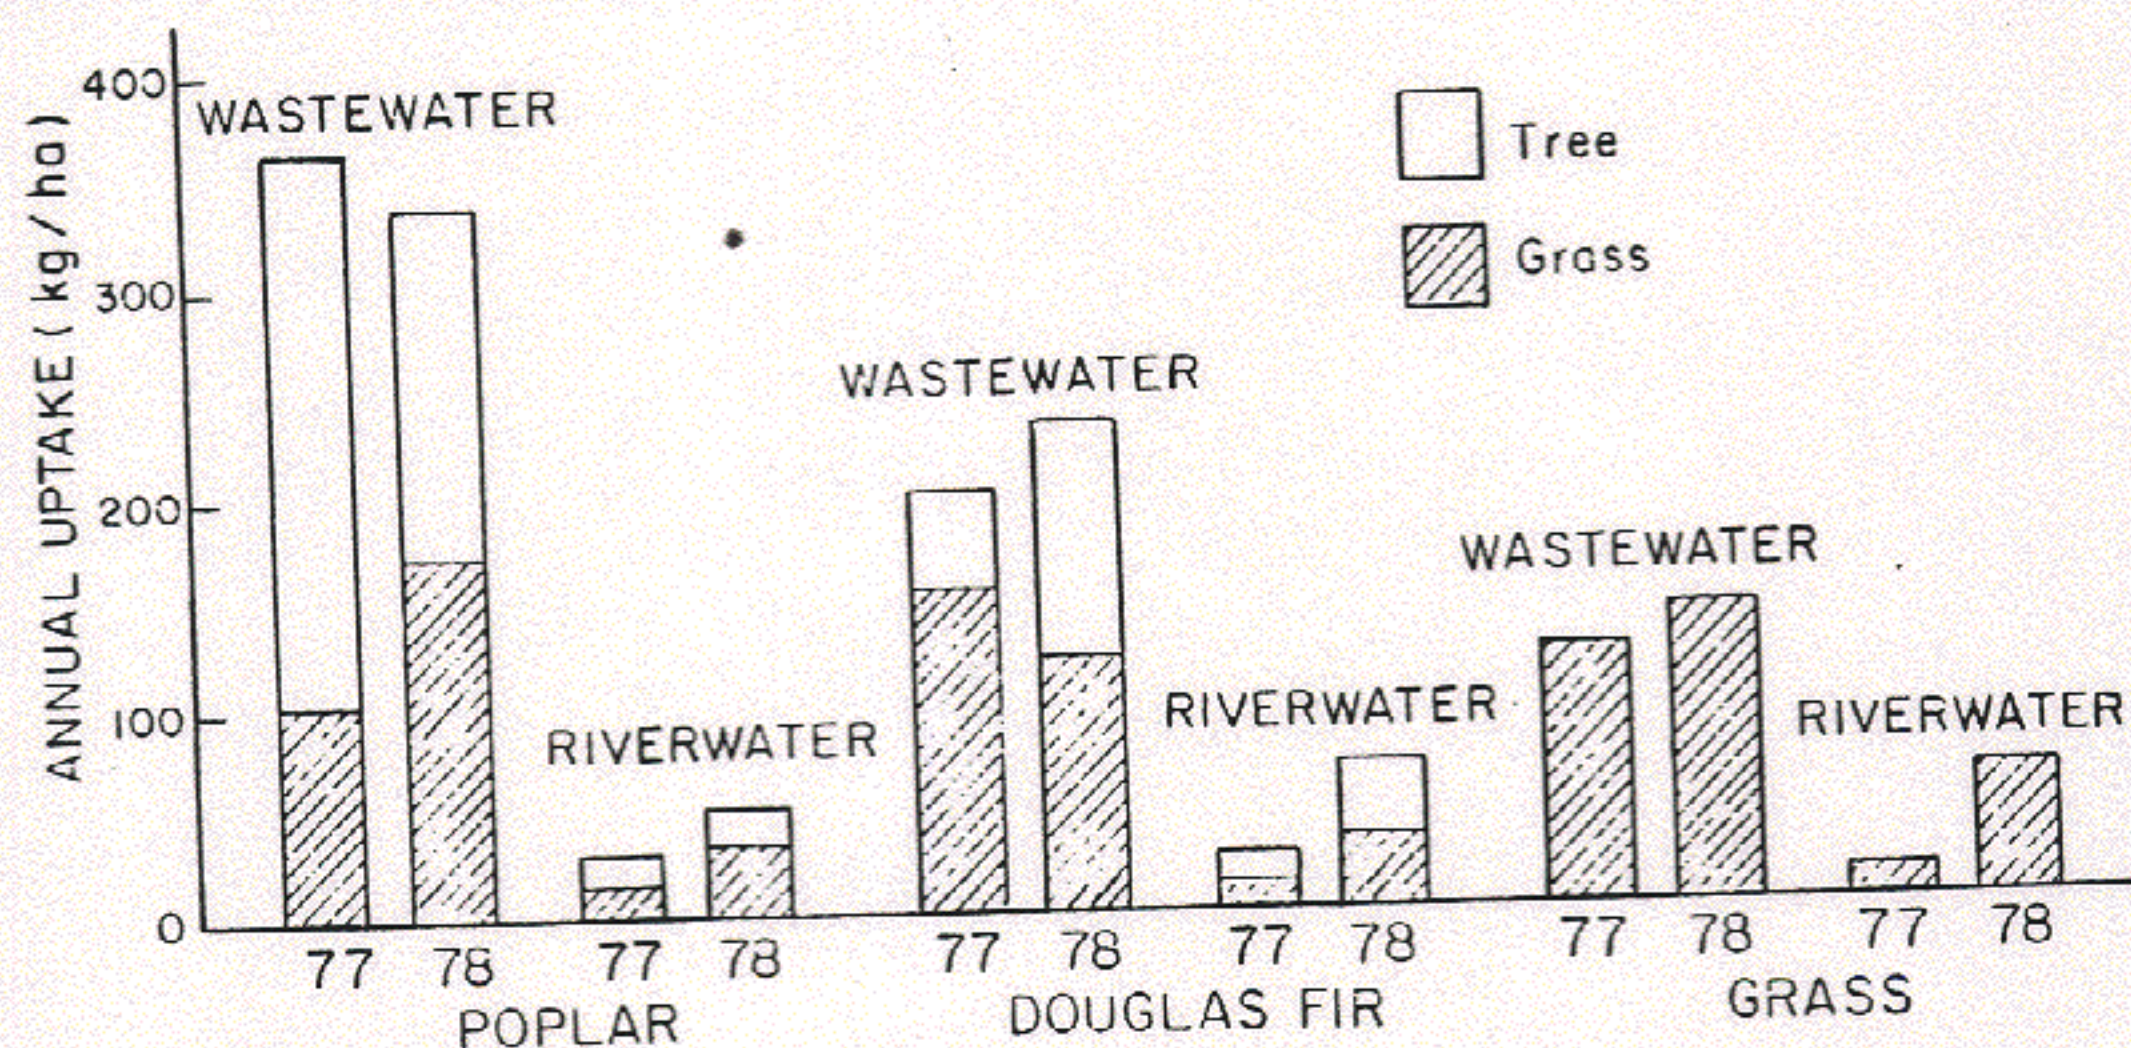 ANNUAL UPTAKE (kg/ha)
400
300
200
100
0
WASTEWATER
RIVERWATER
WASTEWATER
RIVERWATER
WASTEWATER
RIVERWATER
Tree
Grass
77 78 77 78 77 78 77 78 77 78 77 78
POPLAR DOUGLAS FIR GRASS